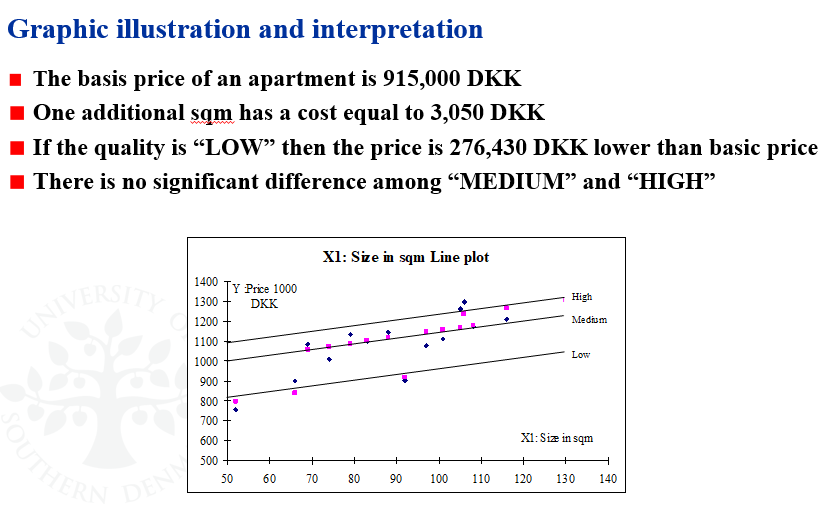 Graphic illustration and interpretation
The basis price of an apartment is 915,000 DKK
One additional sqm has a cost equal to 3,050 DKK
If the quality is “LOW” then the price is 276,430 DKK lower than basic price
There is no significant difference among “MEDIUM” and “HIGH”
X1: Size in sqm Line plot
Y :Price 1000
DKK
1400
1300
1200
1100
1000
900
800
700
600
500
High
Medium
Low
X1: Size in sqm
50 60 70 80 90 100 110 120 130 140
UNIVERSITY O
SOUTHERN DENM